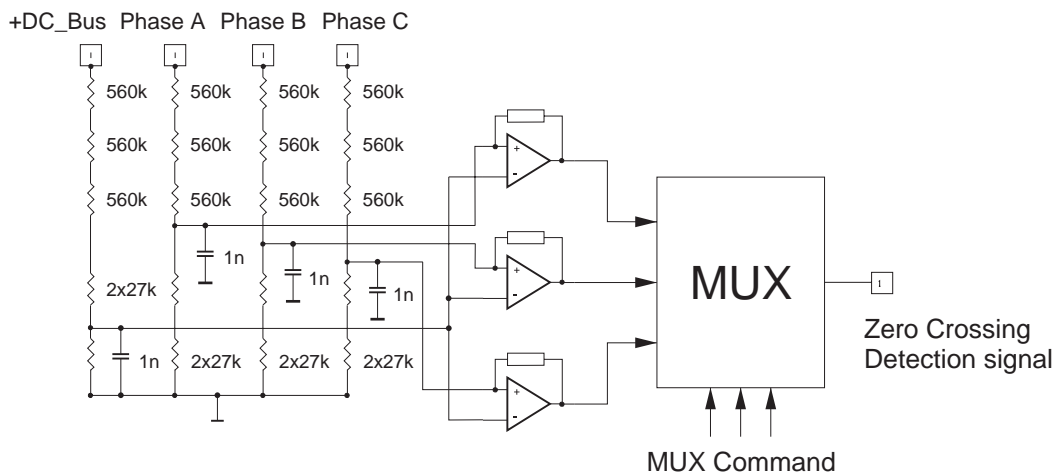 +DC_Bus Phase A Phase B Phase C
560k 560k 560k 560k
560k 560k 560k 560k
560k 560k 560k 560k
1n
1n
1n
2x27k
1n 2x27k 2x27k 2x27k
+
-
+
-
+
-
MUX
Zero Crossing
Detection signal
MUX Command